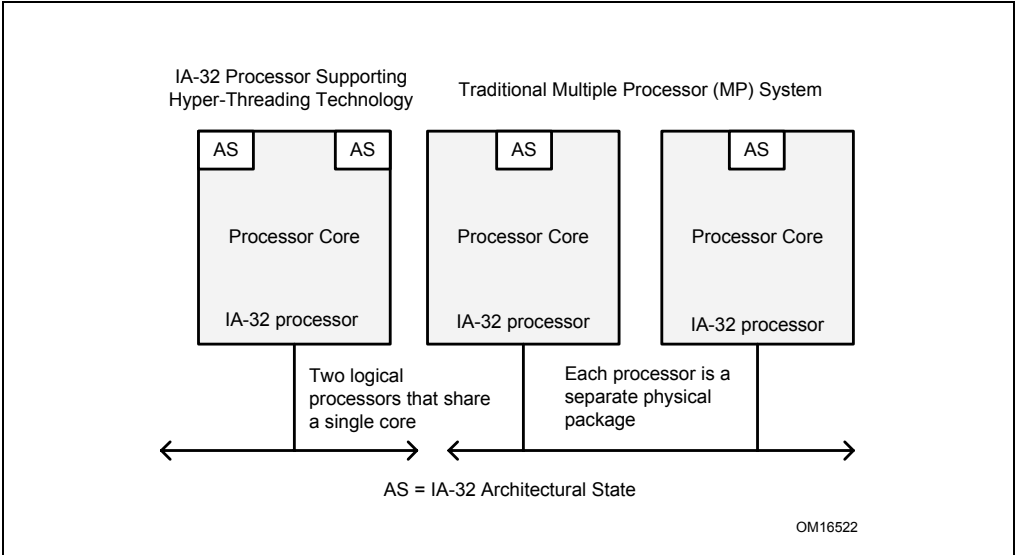 IA-32 Processor Supporting
Hyper-Threading Technology
Traditional Multiple Processor (MP) System
AS
AS
AS
AS
Processor Core
Processor Core
Processor Core
IA-32 processor
IA-32 processor
IA-32 processor
Two logical
processors that share
a single core
Each processor is a
separate physical
package
AS = IA-32 Architectural State
OM16522